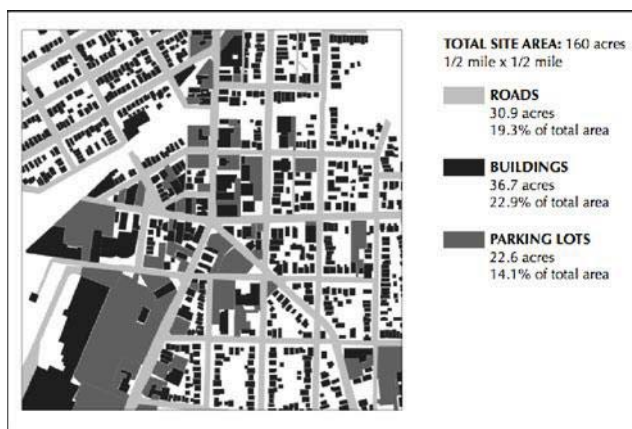 TOTAL SITE AREA: 160 acres
1/2 mile x 1/2 mile
ROADS
30.9 acres
19.3% of total area
BUILDINGS
36.7 acres
22.9% of total area
PARKING LOTS
22.6 acres
14.1% of total area